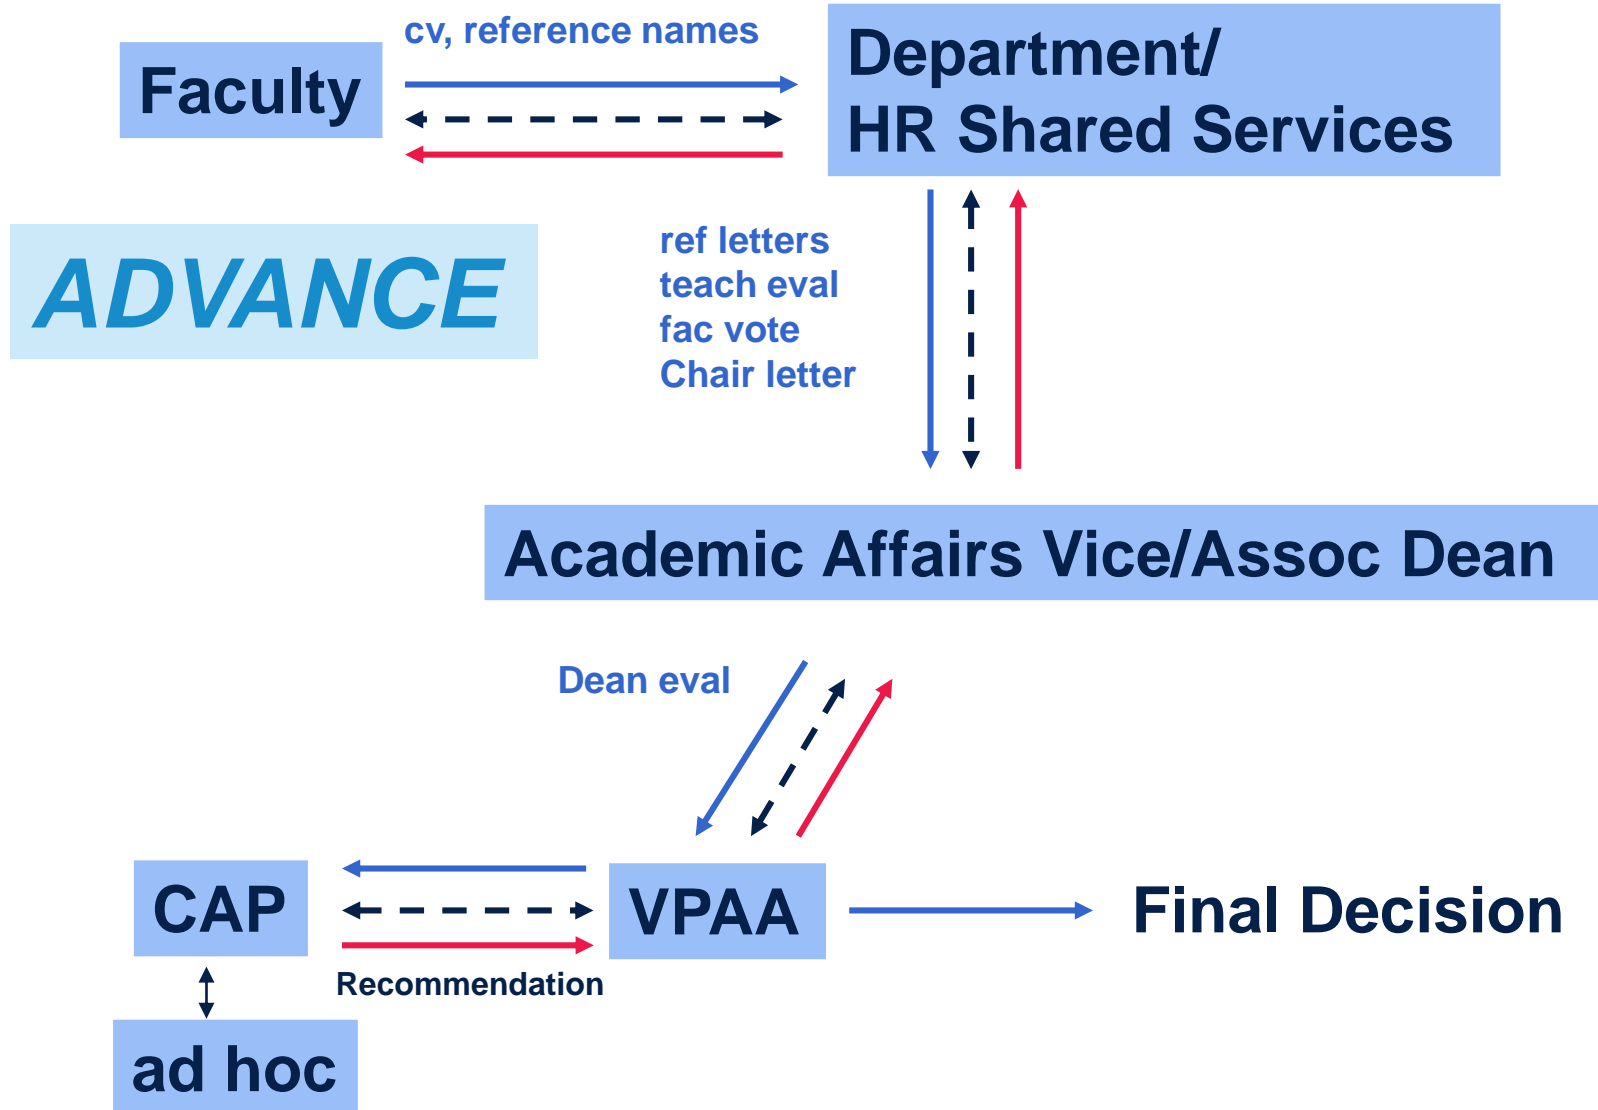 cv, reference names
Faculty
Department/
HR Shared Services
ADVANCE
ref letters
teach eval
fac vote
Chair letter
Academic Affairs Vice/Assoc Dean
Dean eval
CAP
VPAA
Final Decision
Recommendation
ad hoc